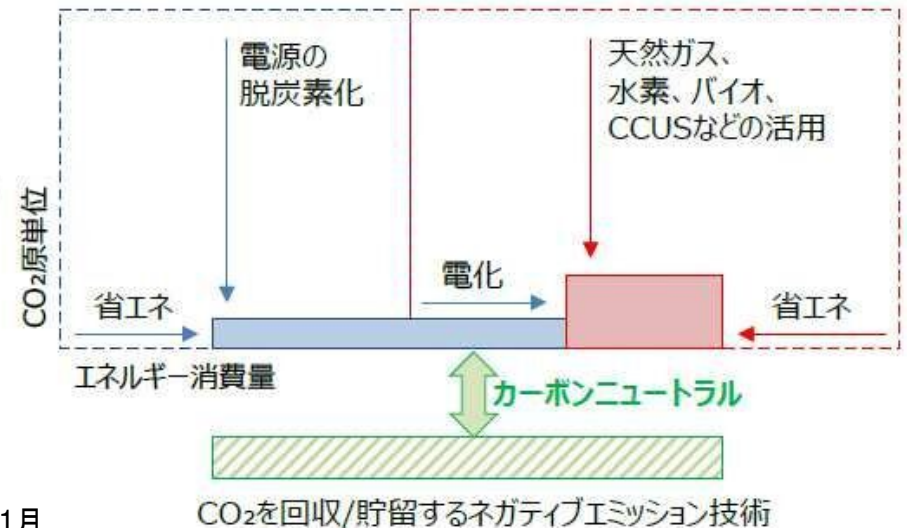 電源の
脱炭素化
天然ガス、
水素、バイオ、
CCUSなどの活用
CO₂原単位
省エネ
電化
省エネ
エネルギー消費量
カーボンニュートラル
CO₂を回収/貯留するネガティブエミッション技術
1月